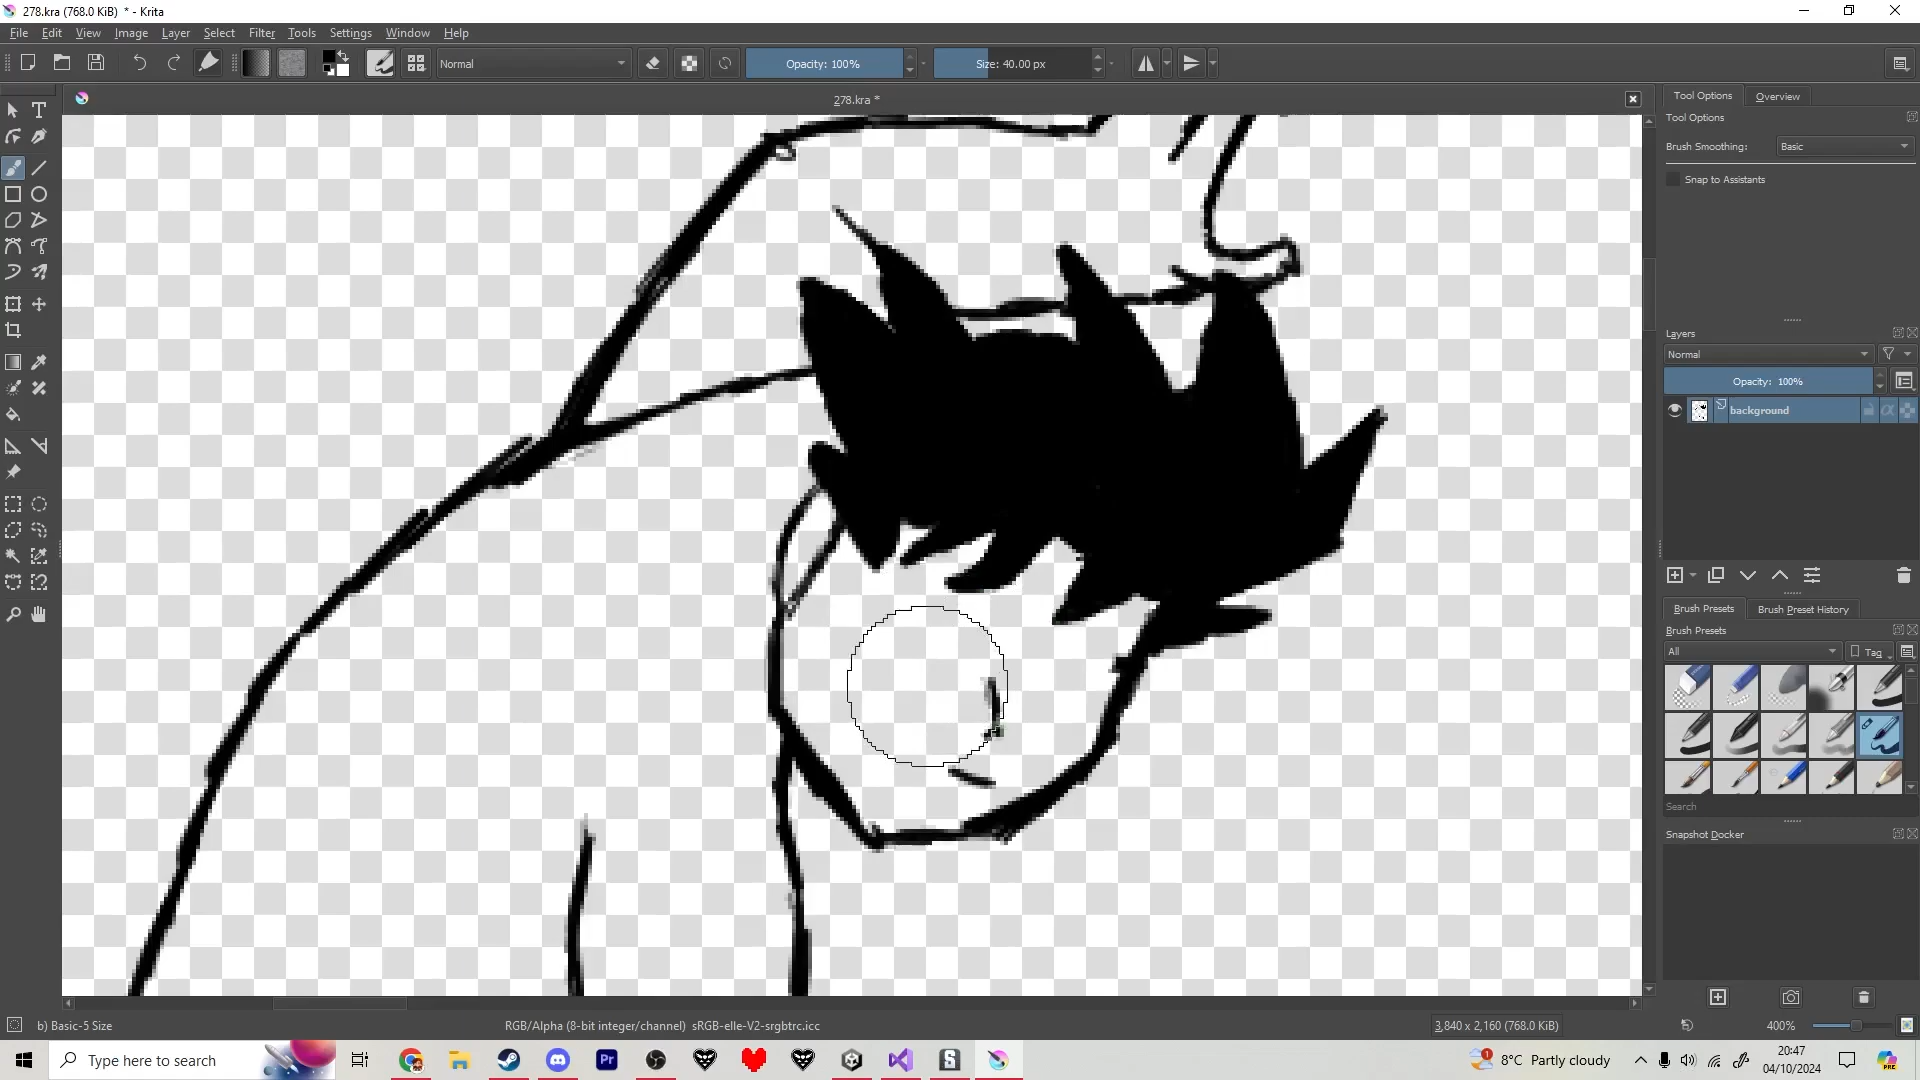 278.kra (768.0 KiB) * - Krita
File Edit View Image Layer Select Filter Tools Settings Window Help
Normal Opacity: 100% Size: 40.00 px
278.kra *
Tool Options Overview
Tool Options
Brush Smoothing: Basic
Snap to Assistants
Layers
Normal
Opacity: 100%
background
Brush Presets Brush Preset History
Brush Presets
All Tag
Search
Snapshot Docker
b) Basic-5 Size RGB/Alpha (8-bit integer/channel) sRGB-elle-V2-srgbtrc.icc 3,840 x 2,160 (768.0 KiB) 400%
Type here to search Pr S 1 8°C Partly cloudy 20:47
04/10/2024 PRE